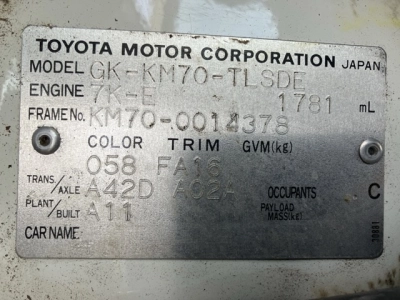 TOYOTA MOTOR CORPORATION JAPAN
MODEL GK-KM70-TLSDE
ENGINE 7K-E 1781 mL
FRAME No. KM70-0014378
COLOR TRIM GVM(kg)
058 FA16
TRANS/AXLE A42D OCCUPANTS C
PLANT/BUILT A11 PAYLOAD MASS(kg)
CAR NAME